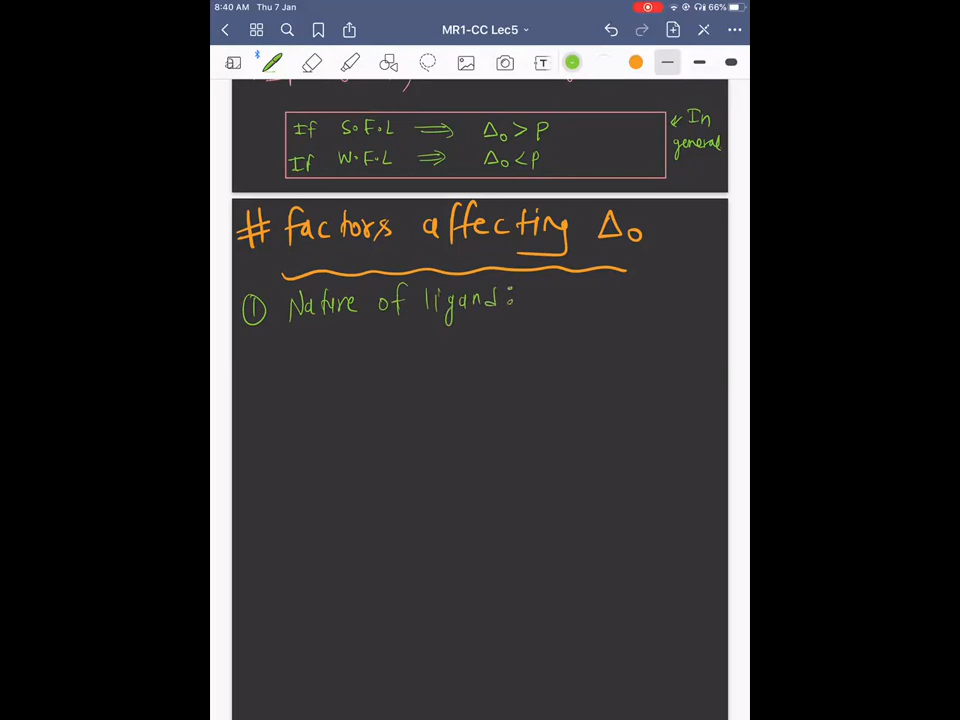 8:40 AM Thu 7 Jan 66%
MR1-CC Lec5
If S.F.L ⟹ Δo > P
If W.F.L ⟹ Δo < P
In general
# factors affecting Δo
① Nature of ligand: